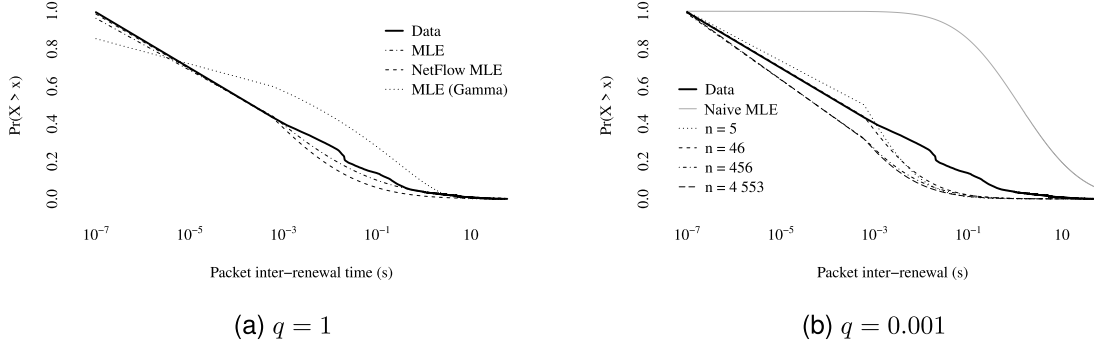 Pr(X > x)
1.0
0.8
0.6
0.4
0.2
0.0
Data
MLE
NetFlow MLE
MLE (Gamma)
10⁻⁷
10⁻⁵
10⁻³
10⁻¹
10
Packet inter−renewal time (s)
(a) q = 1
Pr(X > x)
1.0
0.8
0.6
0.4
0.2
0.0
Data
Naive MLE
n = 5
n = 46
n = 456
n = 4 553
10⁻⁷
10⁻⁵
10⁻³
10⁻¹
10
Packet inter−renewal (s)
(b) q = 0.001